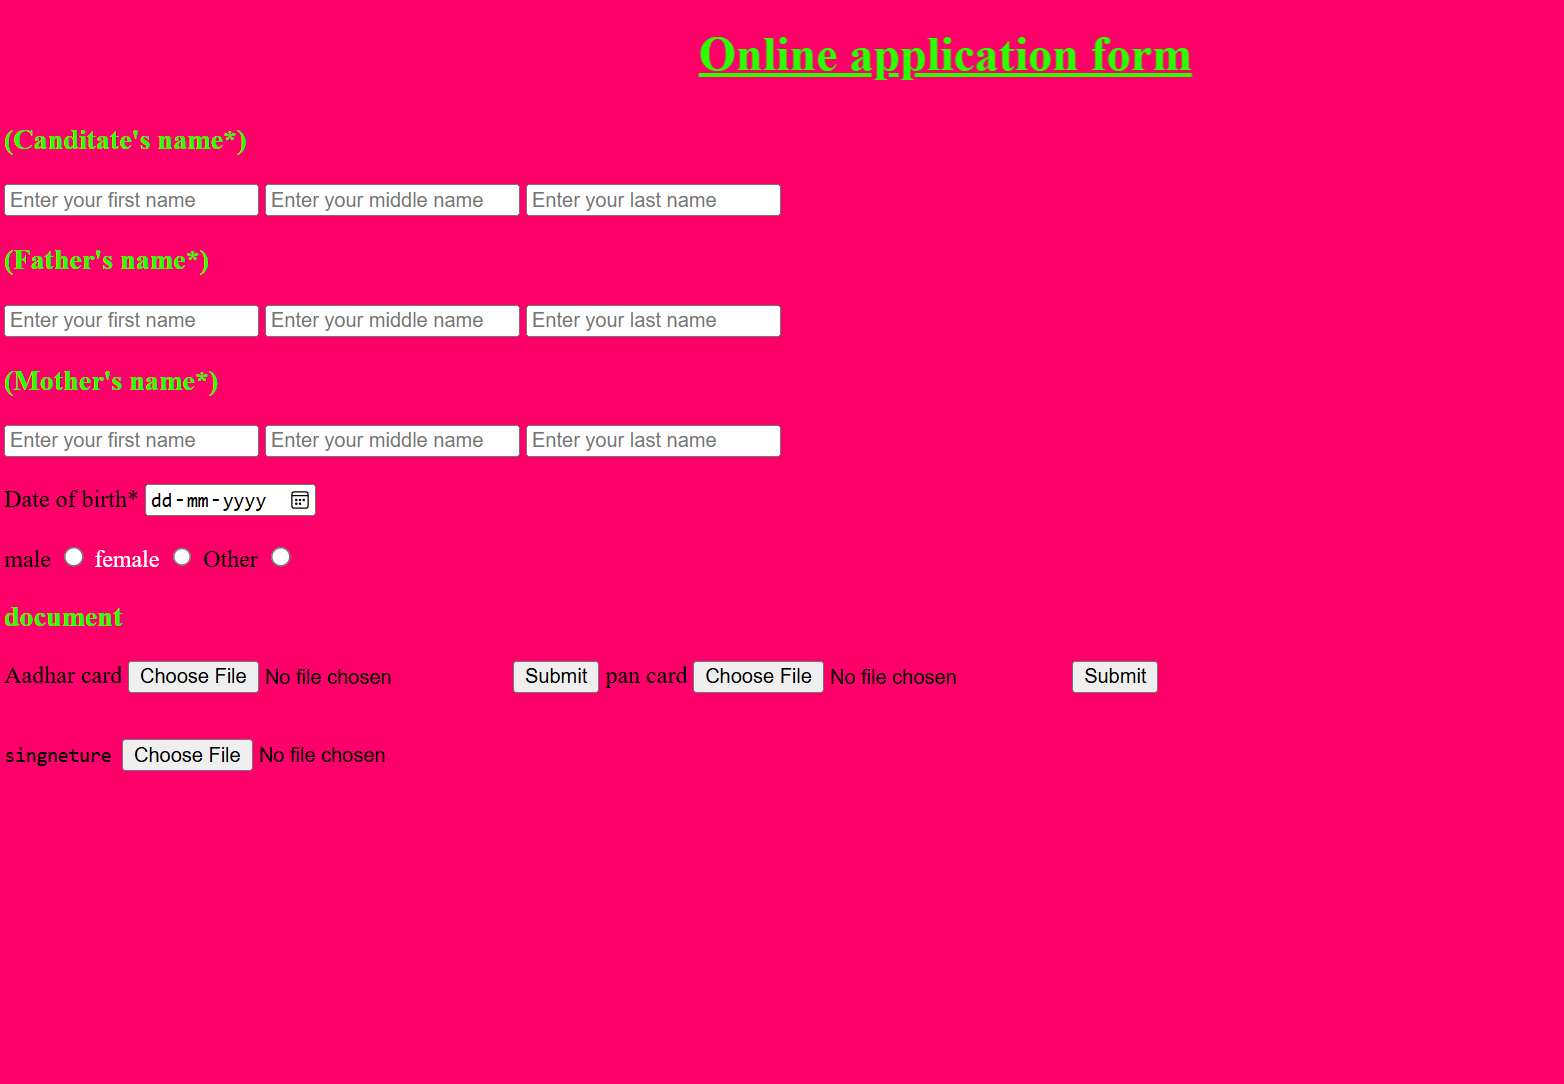 Online application form
(Canditate's name*)
Enter your first name Enter your middle name Enter your last name
(Father's name*)
Enter your first name Enter your middle name Enter your last name
(Mother's name*)
Enter your first name Enter your middle name Enter your last name
Date of birth* dd-mm-yyyy
male female Other
document
Aadhar card Choose File No file chosen Submit pan card Choose File No file chosen Submit
singneture Choose File No file chosen